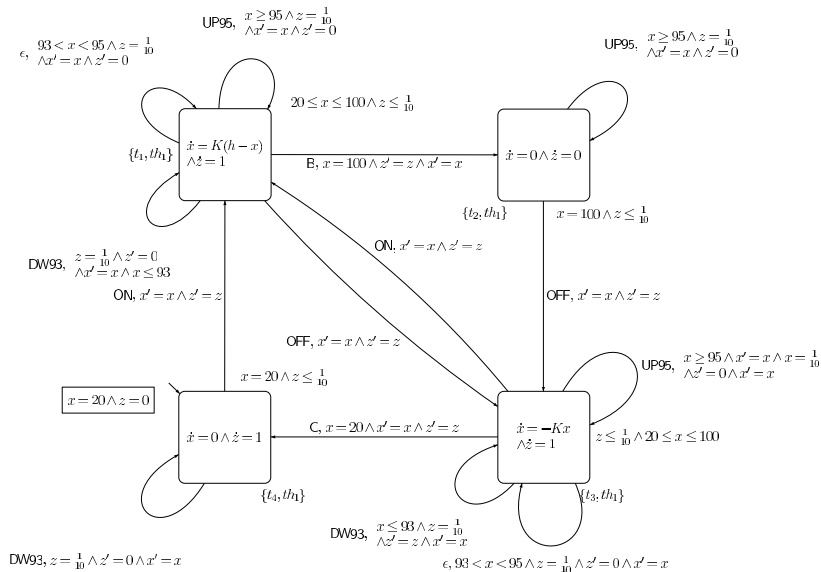 UP95, x ≥ 95 ∧ z = 1/10
∧x′ = x ∧ z′ = 0
ϵ, 93 < x < 95 ∧ z = 1/10
∧x′ = x ∧ z′ = 0
UP95, x ≥ 95 ∧ z = 1/10
∧x′ = x ∧ z′ = 0
20 ≤ x ≤ 100 ∧ z ≤ 1/10
{t₁, th₁}
ẋ = K(h − x)
∧ż = 1
B, x = 100 ∧ z′ = z ∧ x′ = x
ẋ = 0 ∧ ż = 0
{t₂, th₁}
x = 100 ∧ z ≤ 1/10
DW93, z = 1/10 ∧ z′ = 0
∧x′ = x ∧ x ≤ 93
ON, x′ = x ∧ z′ = z
ON, x′ = x ∧ z′ = z
OFF, x′ = x ∧ z′ = z
OFF, x′ = x ∧ z′ = z
x = 20 ∧ z ≤ 1/10
UP95, x ≥ 95 ∧ x′ = x ∧ x = 1/10
∧z′ = 0 ∧ x′ = x
x = 20 ∧ z = 0
ẋ = 0 ∧ ż = 1
C, x = 20 ∧ x′ = x ∧ z′ = z
ẋ = −Kx
∧ż = 1
z ≤ 1/10 ∧ 20 ≤ x ≤ 100
{t₄, th₁}
{t₃, th₁}
DW93, x ≤ 93 ∧ z = 1/10
∧z′ = z ∧ x′ = x
DW93, z = 1/10 ∧ z′ = 0 ∧ x′ = x
ϵ, 93 < x < 95 ∧ z = 1/10 ∧ z′ = 0 ∧ x′ = x